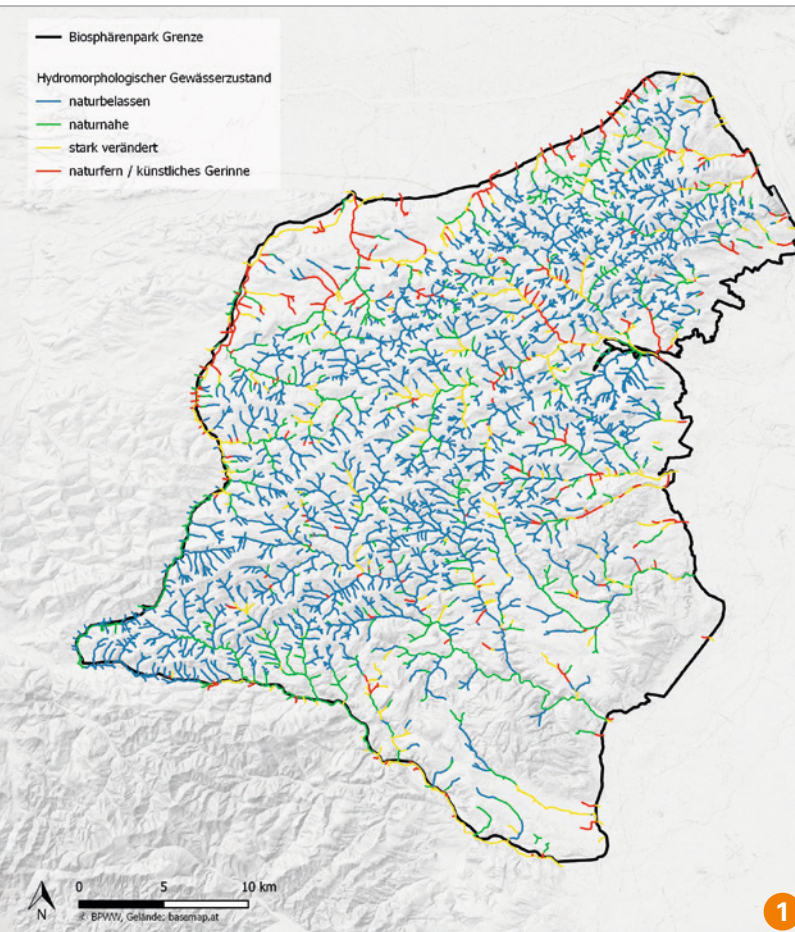 Biosphärenpark Grenze
Hydromorphologischer Gewässerzustand
naturbelassen
naturnahe
stark verändert
naturfern / künstliches Gerinne
0 5 10 km
N
© BPWW, Gelände: basemap.at
1